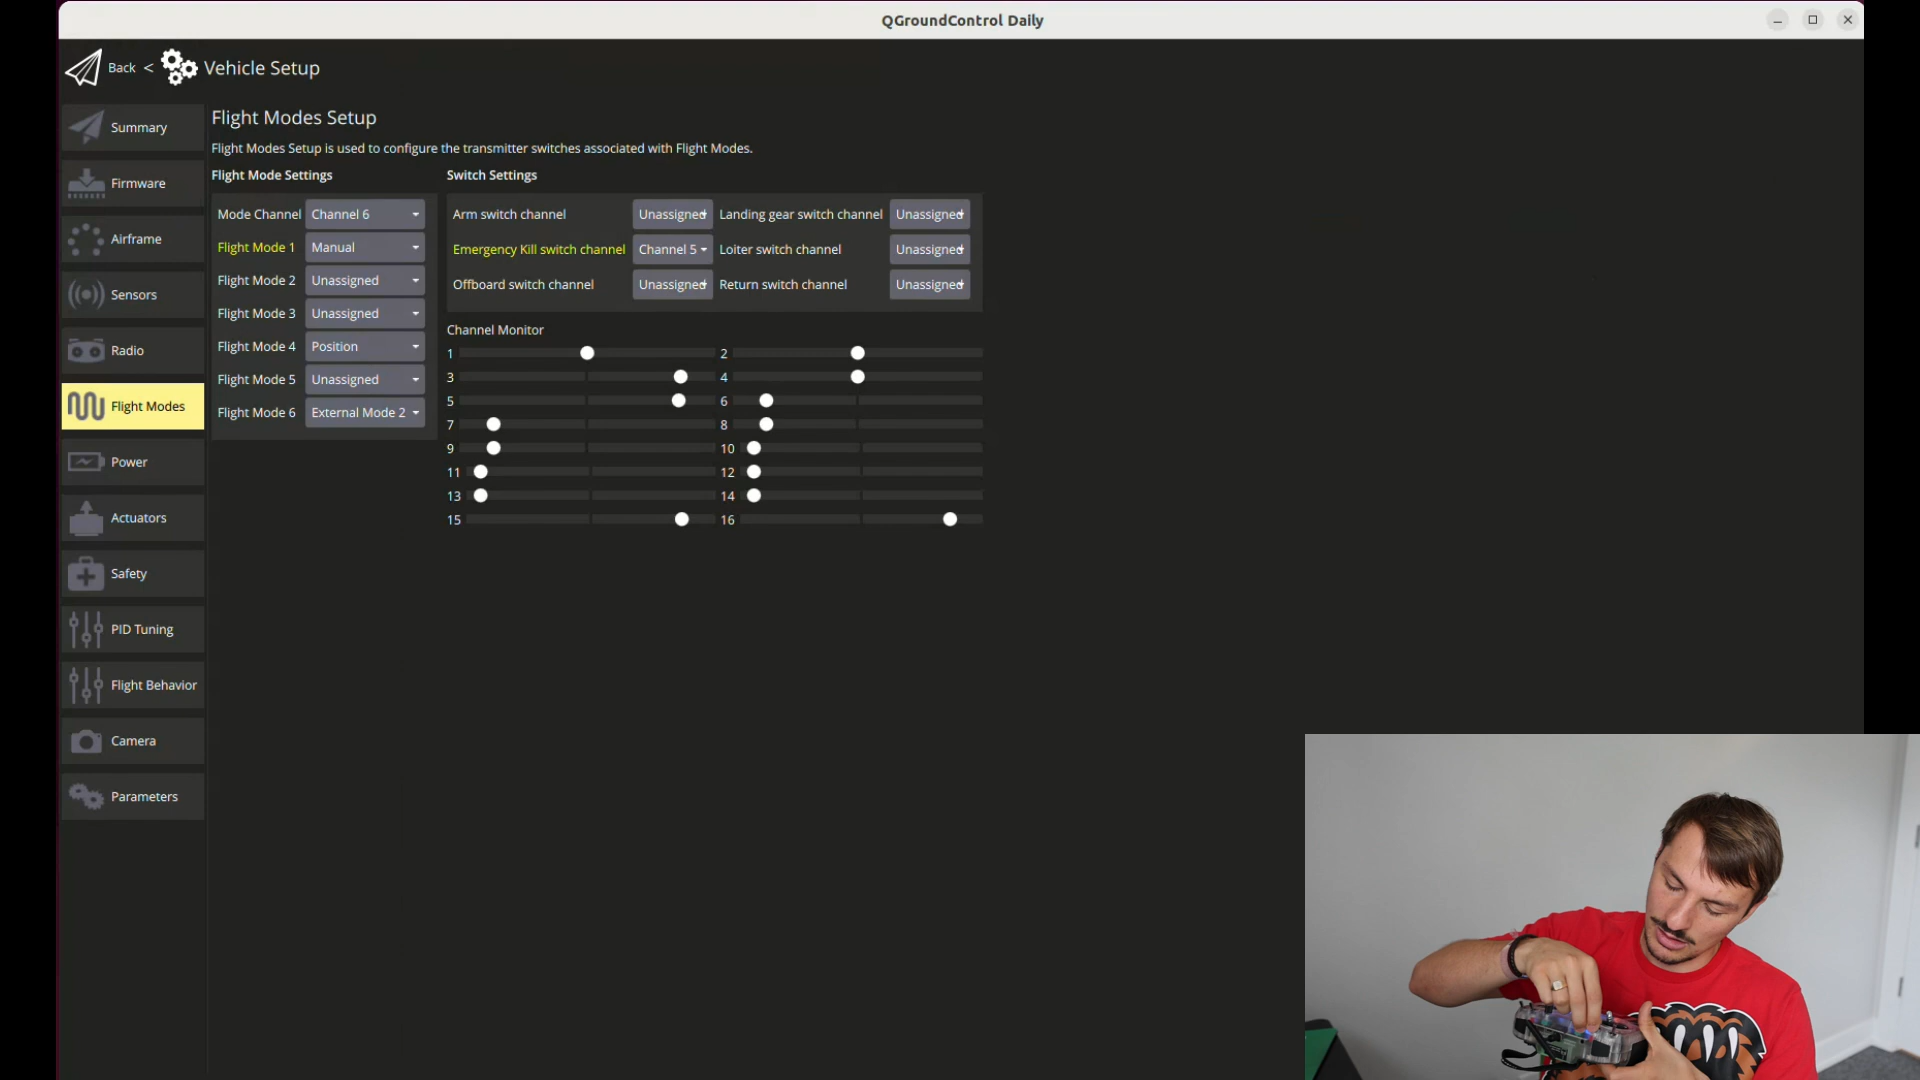 QGroundControl Daily
Back < Vehicle Setup
Summary
Firmware
Airframe
Sensors
Radio
Flight Modes
Power
Actuators
Safety
PID Tuning
Flight Behavior
Camera
Parameters
Flight Modes Setup
Flight Modes Setup is used to configure the transmitter switches associated with Flight Modes.
Flight Mode Settings
Mode Channel Channel 6
Flight Mode 1 Manual
Flight Mode 2 Unassigned
Flight Mode 3 Unassigned
Flight Mode 4 Position
Flight Mode 5 Unassigned
Flight Mode 6 External Mode 2
Switch Settings
Arm switch channel Unassigned Landing gear switch channel Unassigned
Emergency Kill switch channel Channel 5 Loiter switch channel Unassigned
Offboard switch channel Unassigned Return switch channel Unassigned
Channel Monitor
1 2
3 4
5 6
7 8
9 10
11 12
13 14
15 16